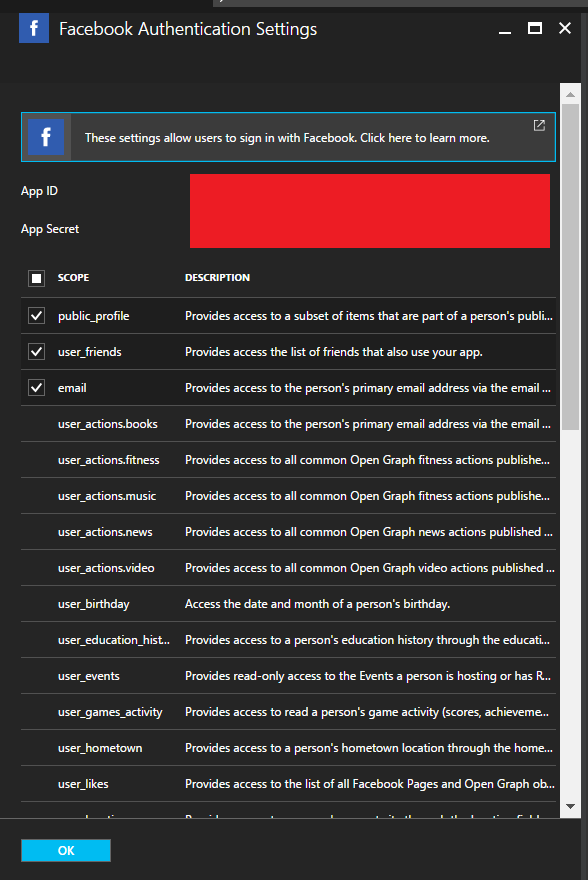 Facebook Authentication Settings
These settings allow users to sign in with Facebook. Click here to learn more.
App ID
App Secret
SCOPE DESCRIPTION
public_profile Provides access to a subset of items that are part of a person's publi...
user_friends Provides access the list of friends that also use your app.
email Provides access to the person's primary email address via the email ...
user_actions.books Provides access to the person's primary email address via the email ...
user_actions.fitness Provides access to all common Open Graph fitness actions publishe...
user_actions.music Provides access to all common Open Graph fitness actions publishe...
user_actions.news Provides access to all common Open Graph news actions published ...
user_actions.video Provides access to all common Open Graph video actions published ...
user_birthday Access the date and month of a person's birthday.
user_education_hist... Provides access to a person's education history through the educati...
user_events Provides read-only access to the Events a person is hosting or has R...
user_games_activity Provides access to read a person's game activity (scores, achieveme...
user_hometown Provides access to a person's hometown location through the home...
user_likes Provides access to the list of all Facebook Pages and Open Graph ob...
OK